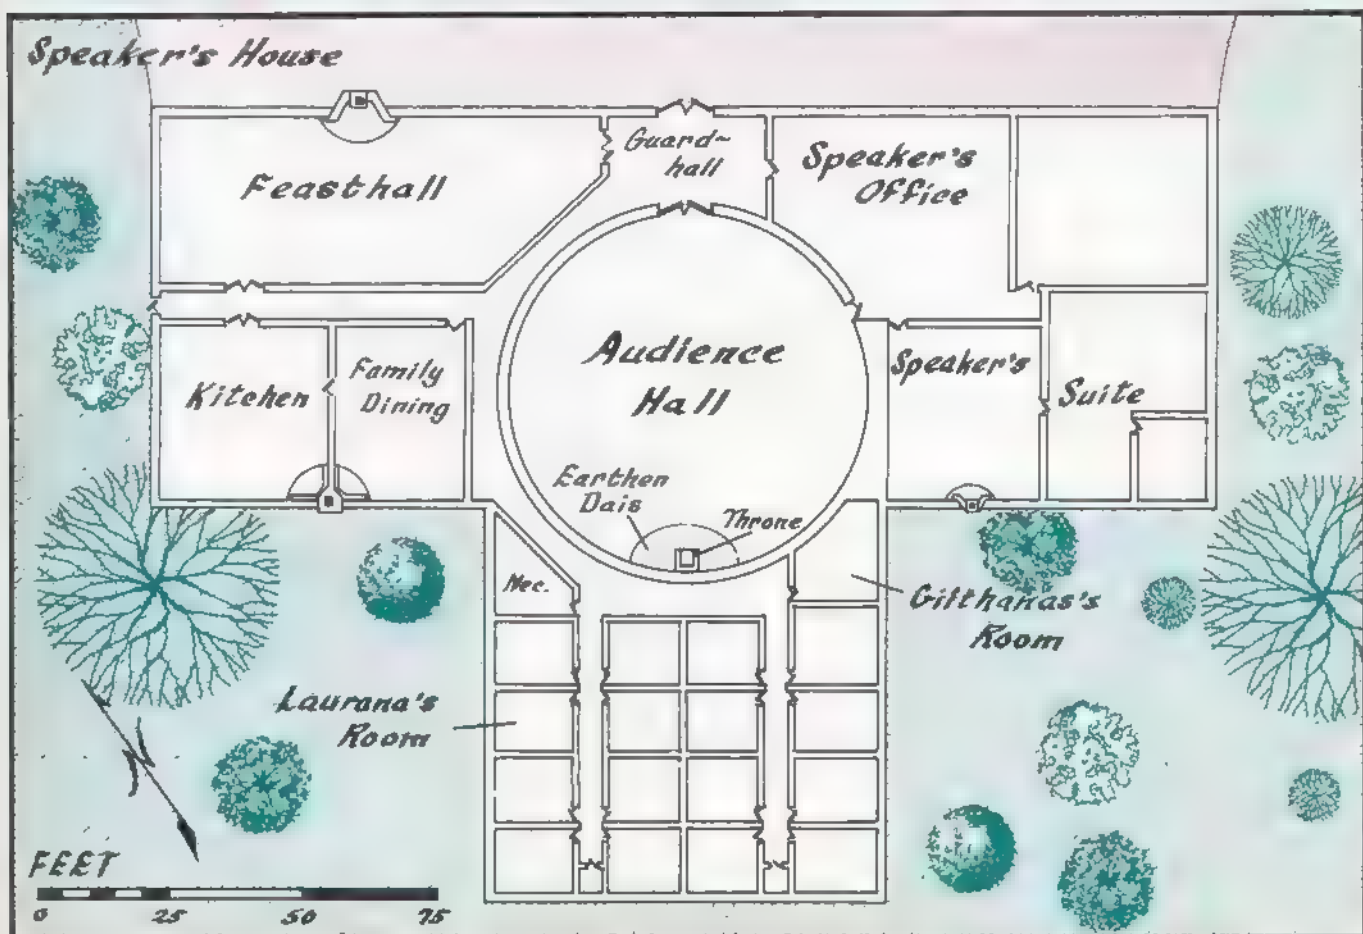 Speaker's House
Guard~
hall
Feasthall
Speaker's
Office
Audience
Hall
Kitchen
Family
Dining
Speaker's
Suite
Earthen
Dais
Throne
Nec.
Gilthanas's
Room
Laurana's
Room
N
FEET
0 25 50 75